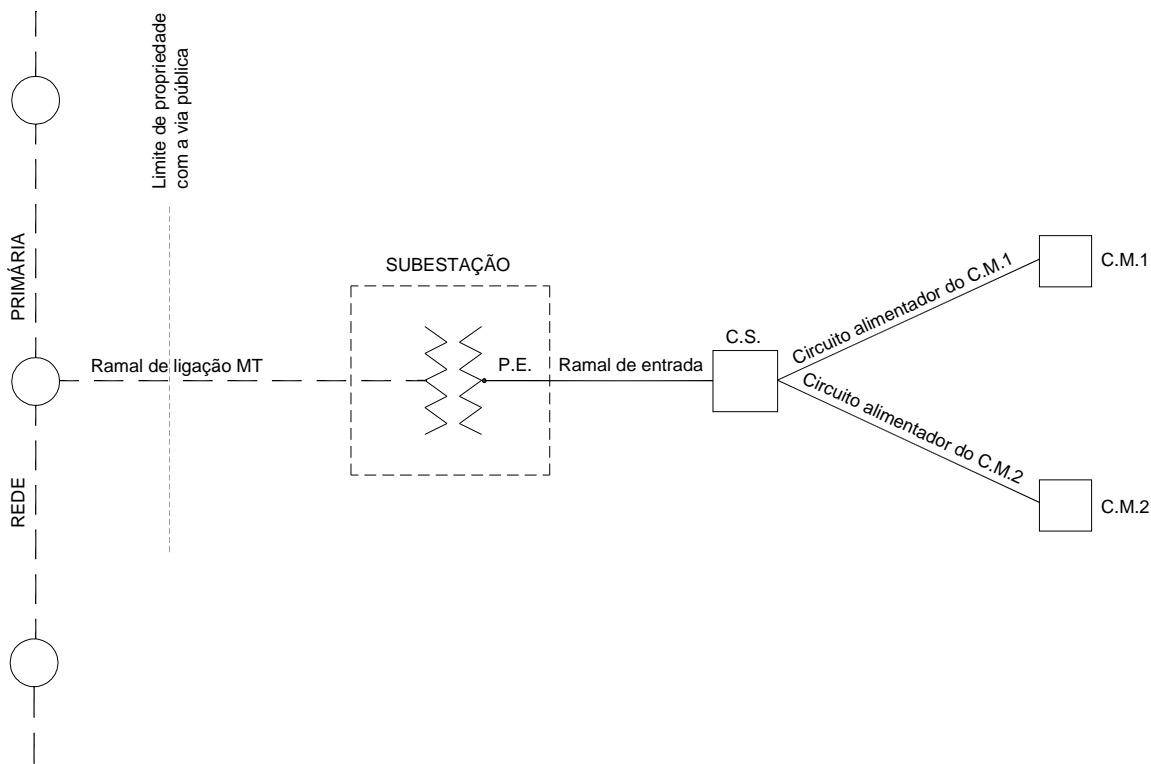 Limite de propriedade
com a via pública
PRIMÁRIA
REDE
Ramal de ligação MT
SUBESTAÇÃO
P.E.
Ramal de entrada
C.S.
Circuito alimentador do C.M.1
C.M.1
Circuito alimentador do C.M.2
C.M.2